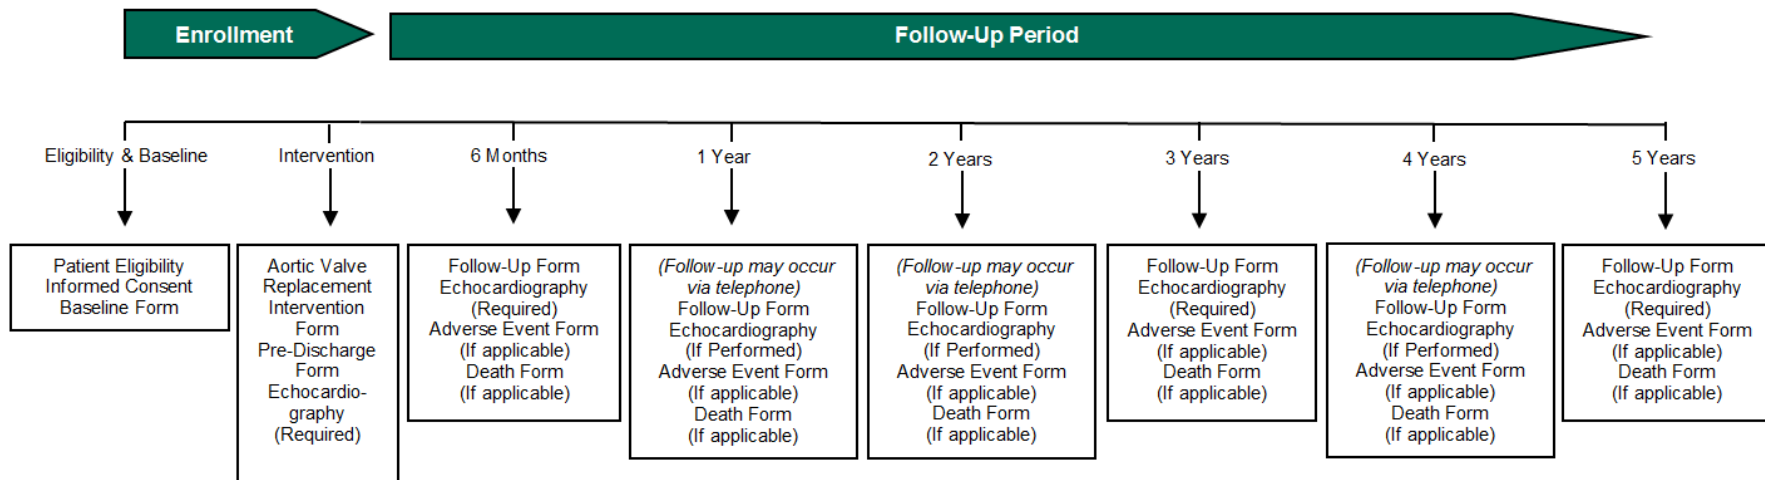 Enrollment
Follow-Up Period
Eligibility & Baseline
Intervention
6 Months
1 Year
2 Years
3 Years
4 Years
5 Years
Patient Eligibility
Informed Consent
Baseline Form
Aortic Valve
Replacement
Intervention
Form
Pre-Discharge
Form
Echocardio-
graphy
(Required)
Follow-Up Form
Echocardiography
(Required)
Adverse Event Form
(If applicable)
Death Form
(If applicable)
(Follow-up may occur
via telephone)
Follow-Up Form
Echocardiography
(If Performed)
Adverse Event Form
(If applicable)
Death Form
(If applicable)
(Follow-up may occur
via telephone)
Follow-Up Form
Echocardiography
(If Performed)
Adverse Event Form
(If applicable)
Death Form
(If applicable)
Follow-Up Form
Echocardiography
(Required)
Adverse Event Form
(If applicable)
Death Form
(If applicable)
(Follow-up may occur
via telephone)
Follow-Up Form
Echocardiography
(If Performed)
Adverse Event Form
(If applicable)
Death Form
(If applicable)
Follow-Up Form
Echocardiography
(Required)
Adverse Event Form
(If applicable)
Death Form
(If applicable)